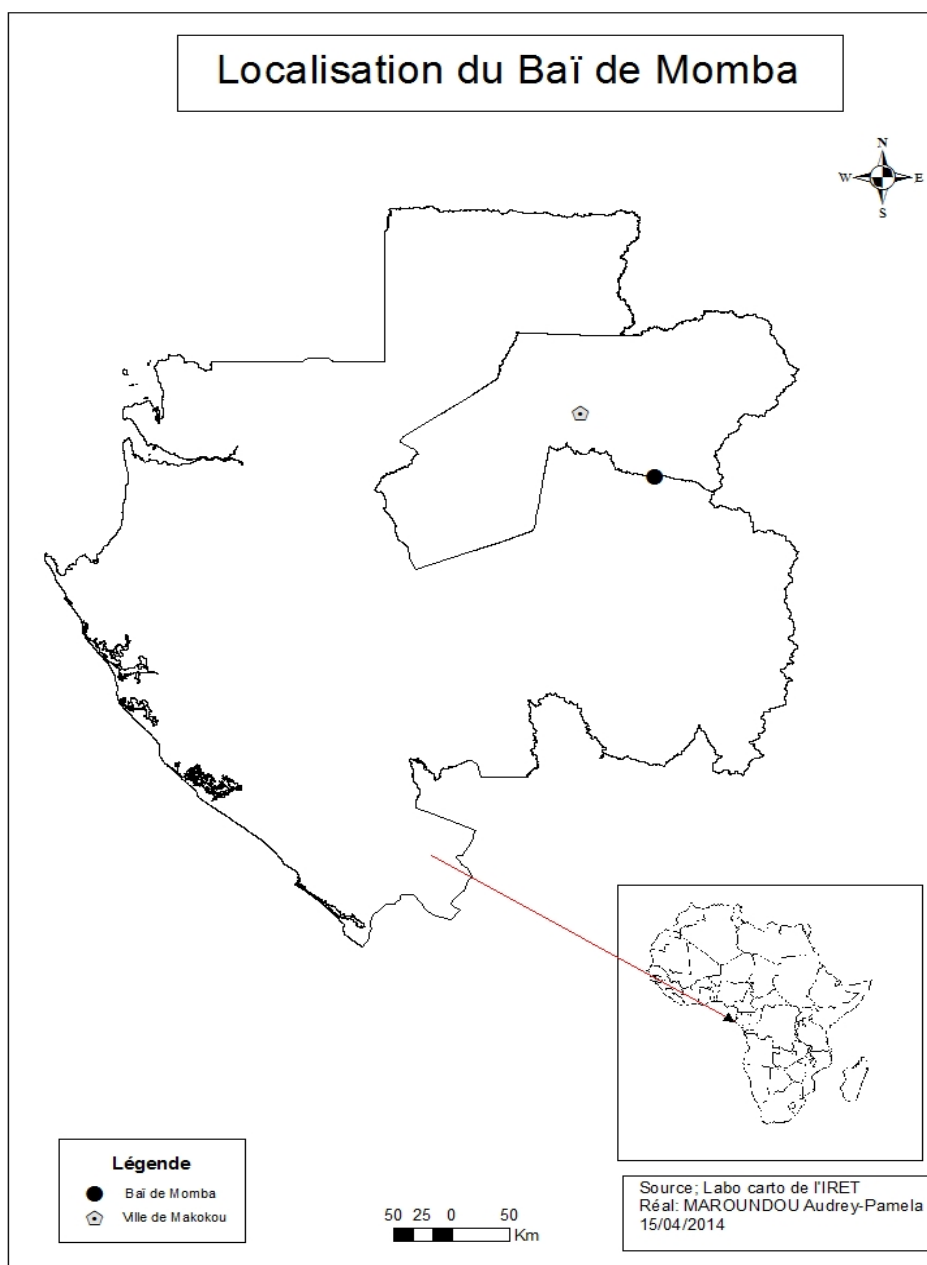 Localisation du Baï de Momba
N
W E
S
Légende
Baï de Momba
Ville de Makokou
50 25 0 50
Km
Source; Labo carto de l'IRET
Réal: MAROUNDOU Audrey-Pamela
15/04/2014